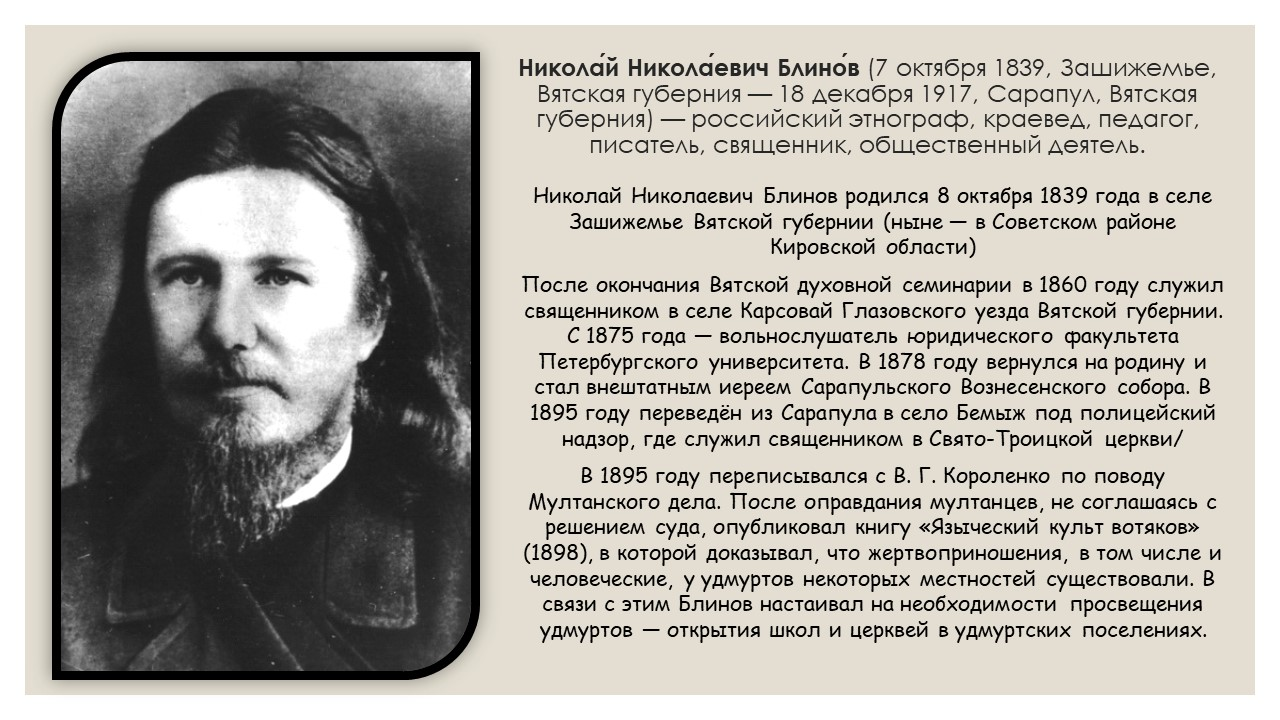 Никола́й Никола́евич Блино́в (7 октября 1839, Зашижемье,
Вятская губерния — 18 декабря 1917, Сарапул, Вятская
губерния) — российский этнограф, краевед, педагог,
писатель, священник, общественный деятель.
Николай Николаевич Блинов родился 8 октября 1839 года в селе
Зашижемье Вятской губернии (ныне — в Советском районе
Кировской области)
После окончания Вятской духовной семинарии в 1860 году служил
священником в селе Карсовай Глазовского уезда Вятской губернии.
С 1875 года — вольнослушатель юридического факультета
Петербургского университета. В 1878 году вернулся на родину и
стал внештатным иереем Сарапульского Вознесенского собора. В
1895 году переведён из Сарапула в село Бемыж под полицейский
надзор, где служил священником в Свято-Троицкой церкви/
В 1895 году переписывался с В. Г. Короленко по поводу
Мултанского дела. После оправдания мултанцев, не соглашаясь с
решением суда, опубликовал книгу «Языческий культ вотяков»
(1898), в которой доказывал, что жертвоприношения, в том числе и
человеческие, у удмуртов некоторых местностей существовали. В
связи с этим Блинов настаивал на необходимости просвещения
удмуртов — открытия школ и церквей в удмуртских поселениях.